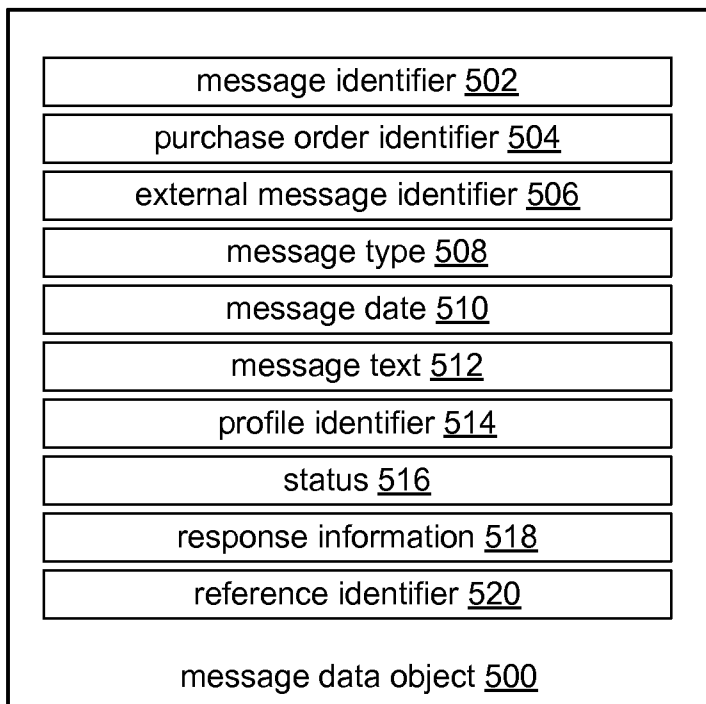 message identifier 502
purchase order identifier 504
external message identifier 506
message type 508
message date 510
message text 512
profile identifier 514
status 516
response information 518
reference identifier 520
message data object 500